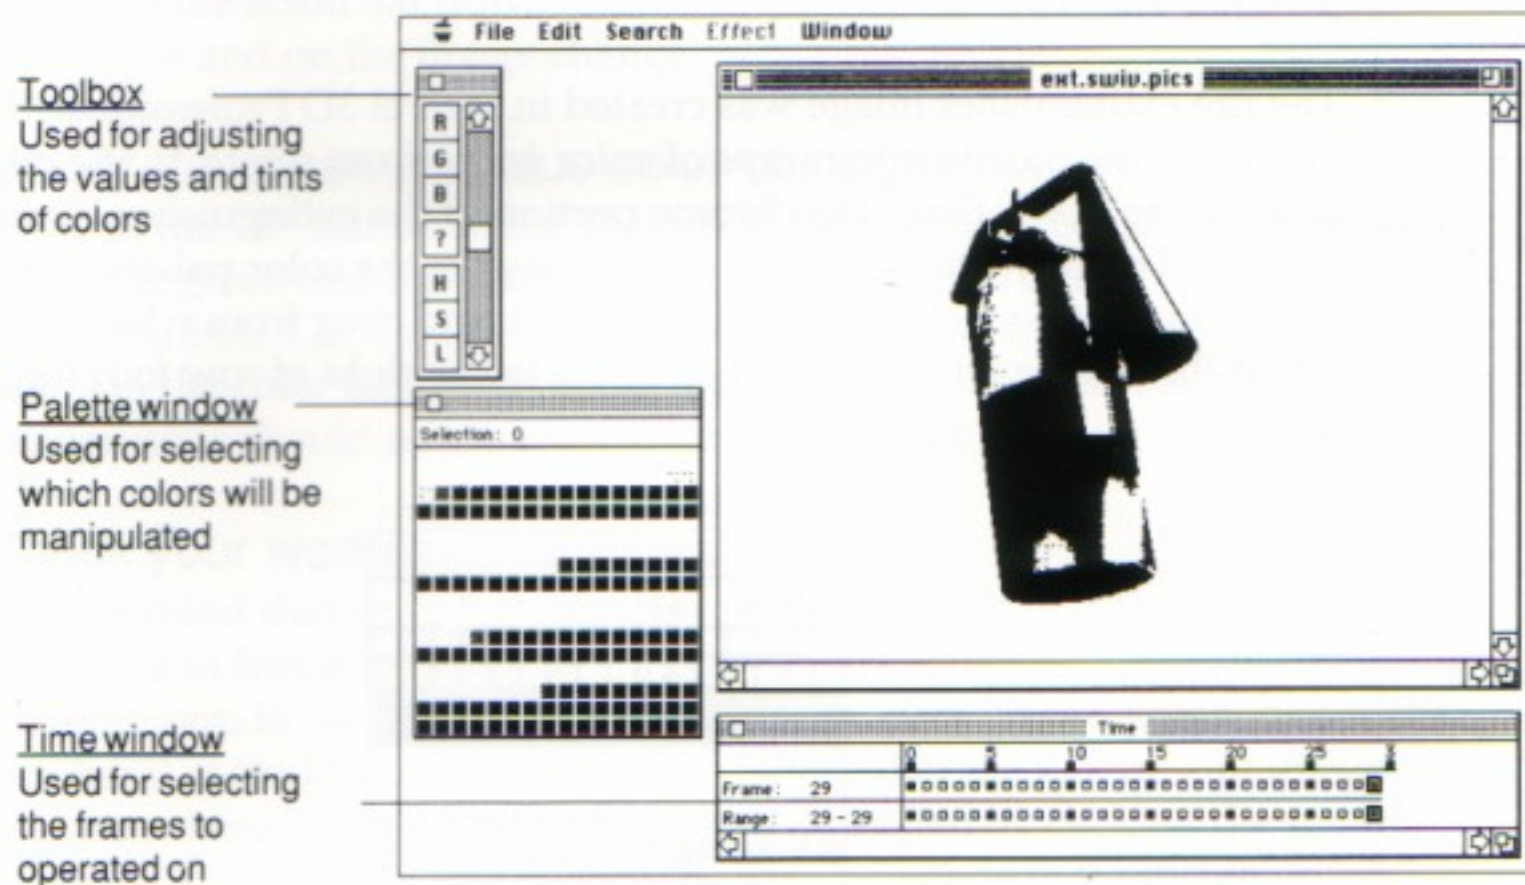 File Edit Search Effect Window
Toolbox
Used for adjusting
the values and tints
of colors
R
G
B
?
H
S
L
ext.swiv.pics
Palette window
Used for selecting
which colors will be
manipulated
Selection: 0
Time window
Used for selecting
the frames to
operated on
Time
0 5 10 15 20 25
Frame: 29
Range: 29 - 29